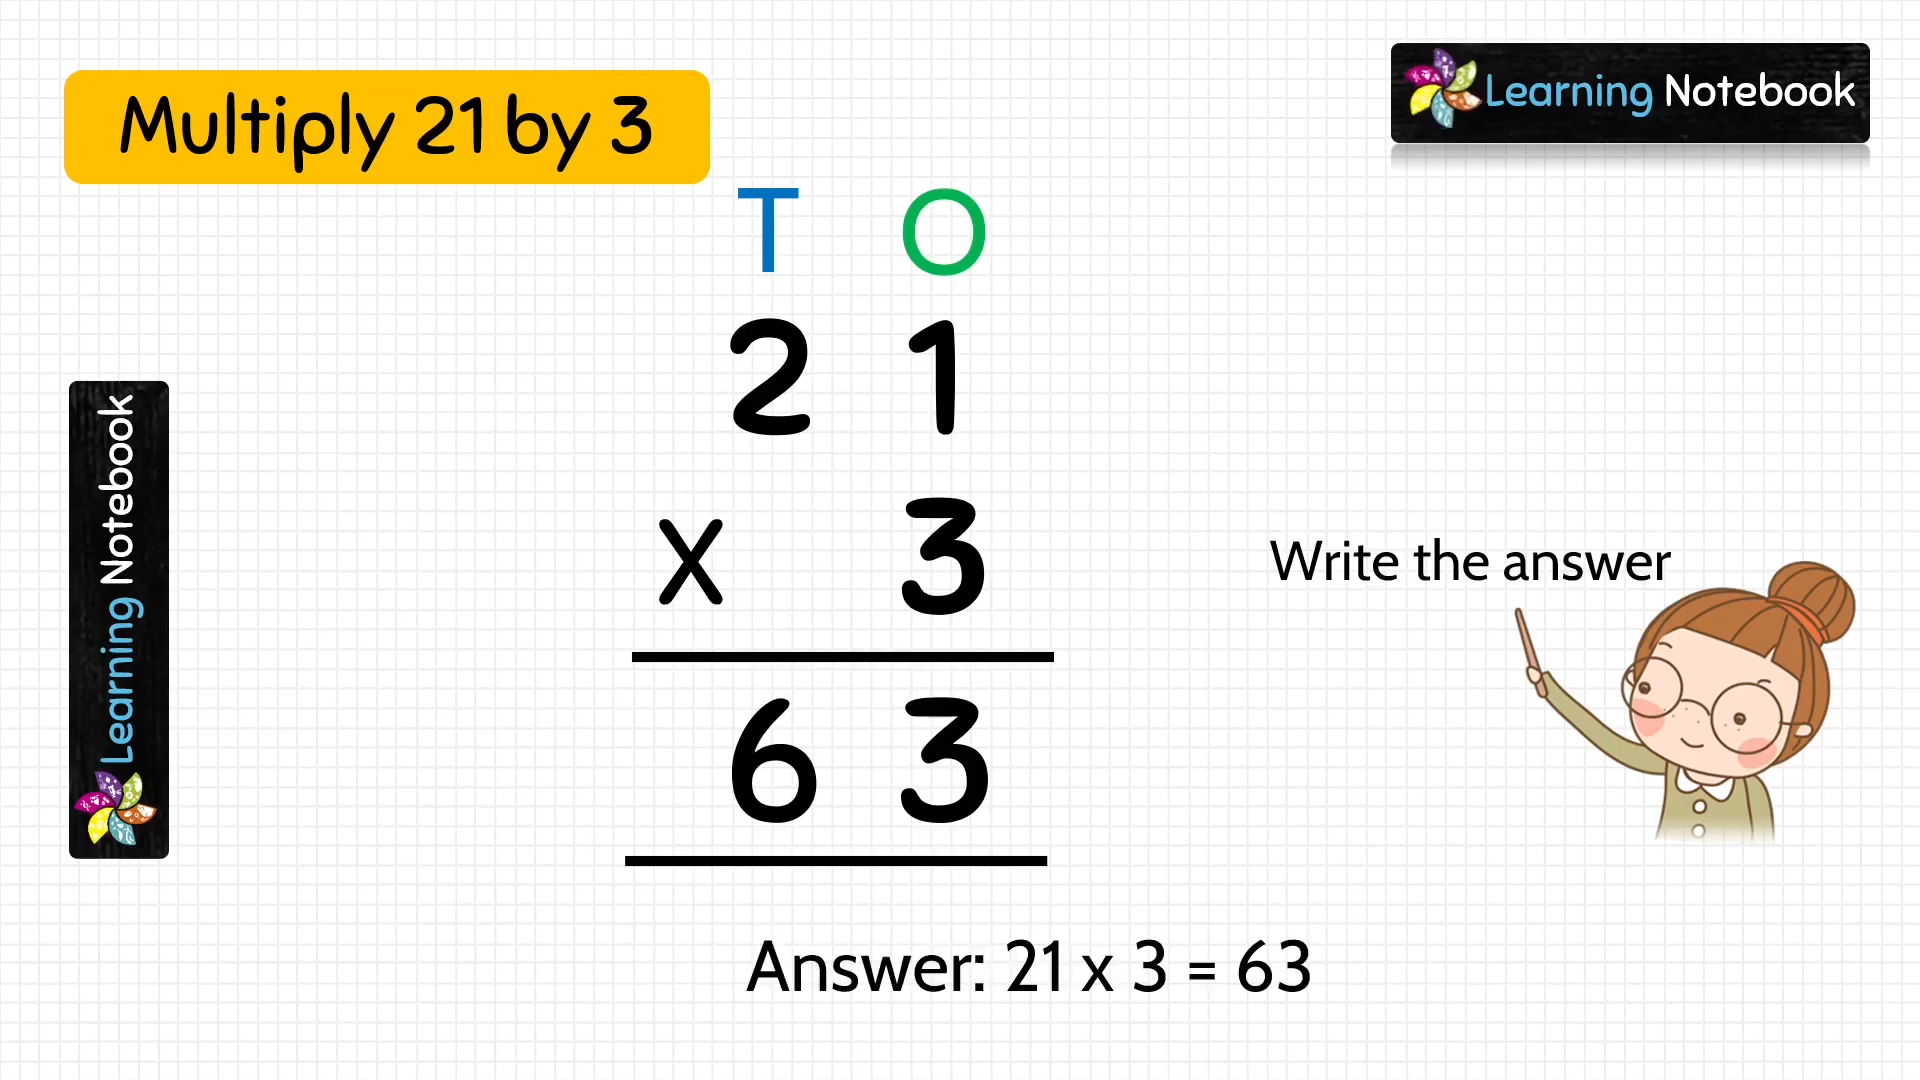 Multiply 21 by 3
Learning Notebook
T O
2 1
x 3
6 3
Learning Notebook
Write the answer
Answer: 21 x 3 = 63